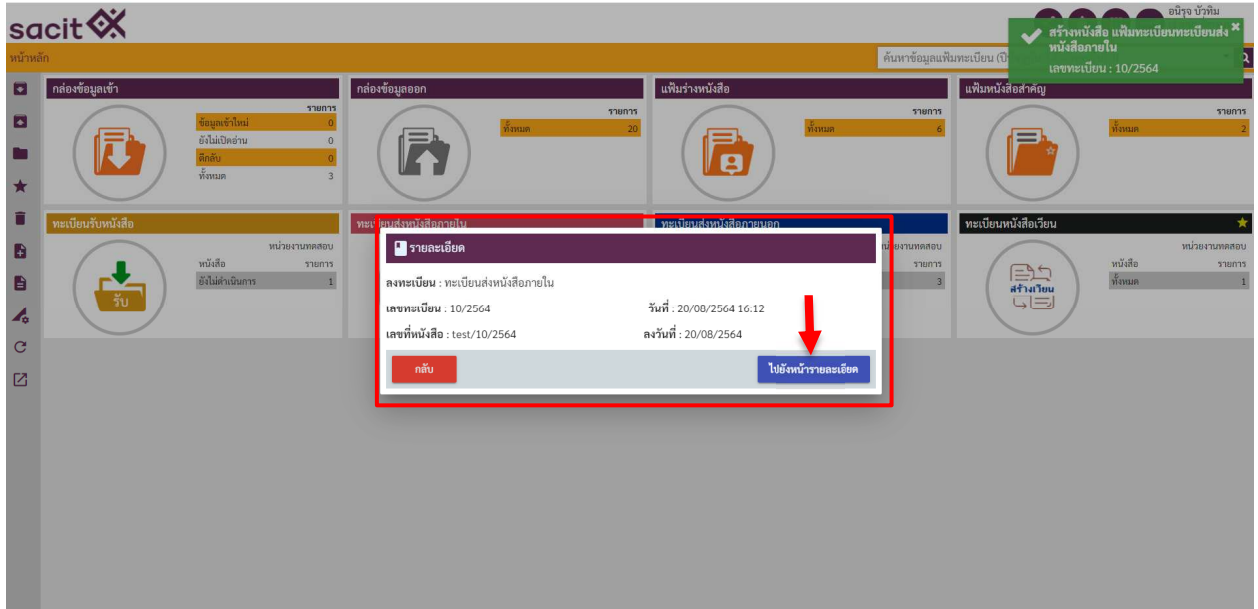 sacit
อนิรุจ บัวทิม
สร้างหนังสือ แฟ้มทะเบียนทะเบียนส่ง
หนังสือภายใน
เลขทะเบียน : 10/2564
หน้าหลัก
ค้นหาข้อมูลแฟ้มทะเบียน
กล่องข้อมูลเข้า
รายการ
ข้อมูลเข้าใหม่ 0
ยังไม่เปิดอ่าน 0
ตีกลับ 0
ทั้งหมด 3
กล่องข้อมูลออก
รายการ
ทั้งหมด 20
แฟ้มร่างหนังสือ
รายการ
ทั้งหมด 6
แฟ้มหนังสือสำคัญ
รายการ
ทั้งหมด 2
ทะเบียนรับหนังสือ
หน่วยงานทดสอบ
หนังสือ รายการ
ยังไม่ดำเนินการ 1
รับ
ทะเบียนส่งหนังสือภายใน
ทะเบียนส่งหนังสือภายนอก
รายการ
3
ทะเบียนหนังสือเวียน
หน่วยงานทดสอบ
หนังสือ รายการ
ทั้งหมด 1
สร้างเวียน
รายละเอียด
ลงทะเบียน : ทะเบียนส่งหนังสือภายใน
เลขทะเบียน : 10/2564 วันที่ : 20/08/2564 16:12
เลขที่หนังสือ : test/10/2564 ลงวันที่ : 20/08/2564
กลับ ไปยังหน้ารายละเอียด